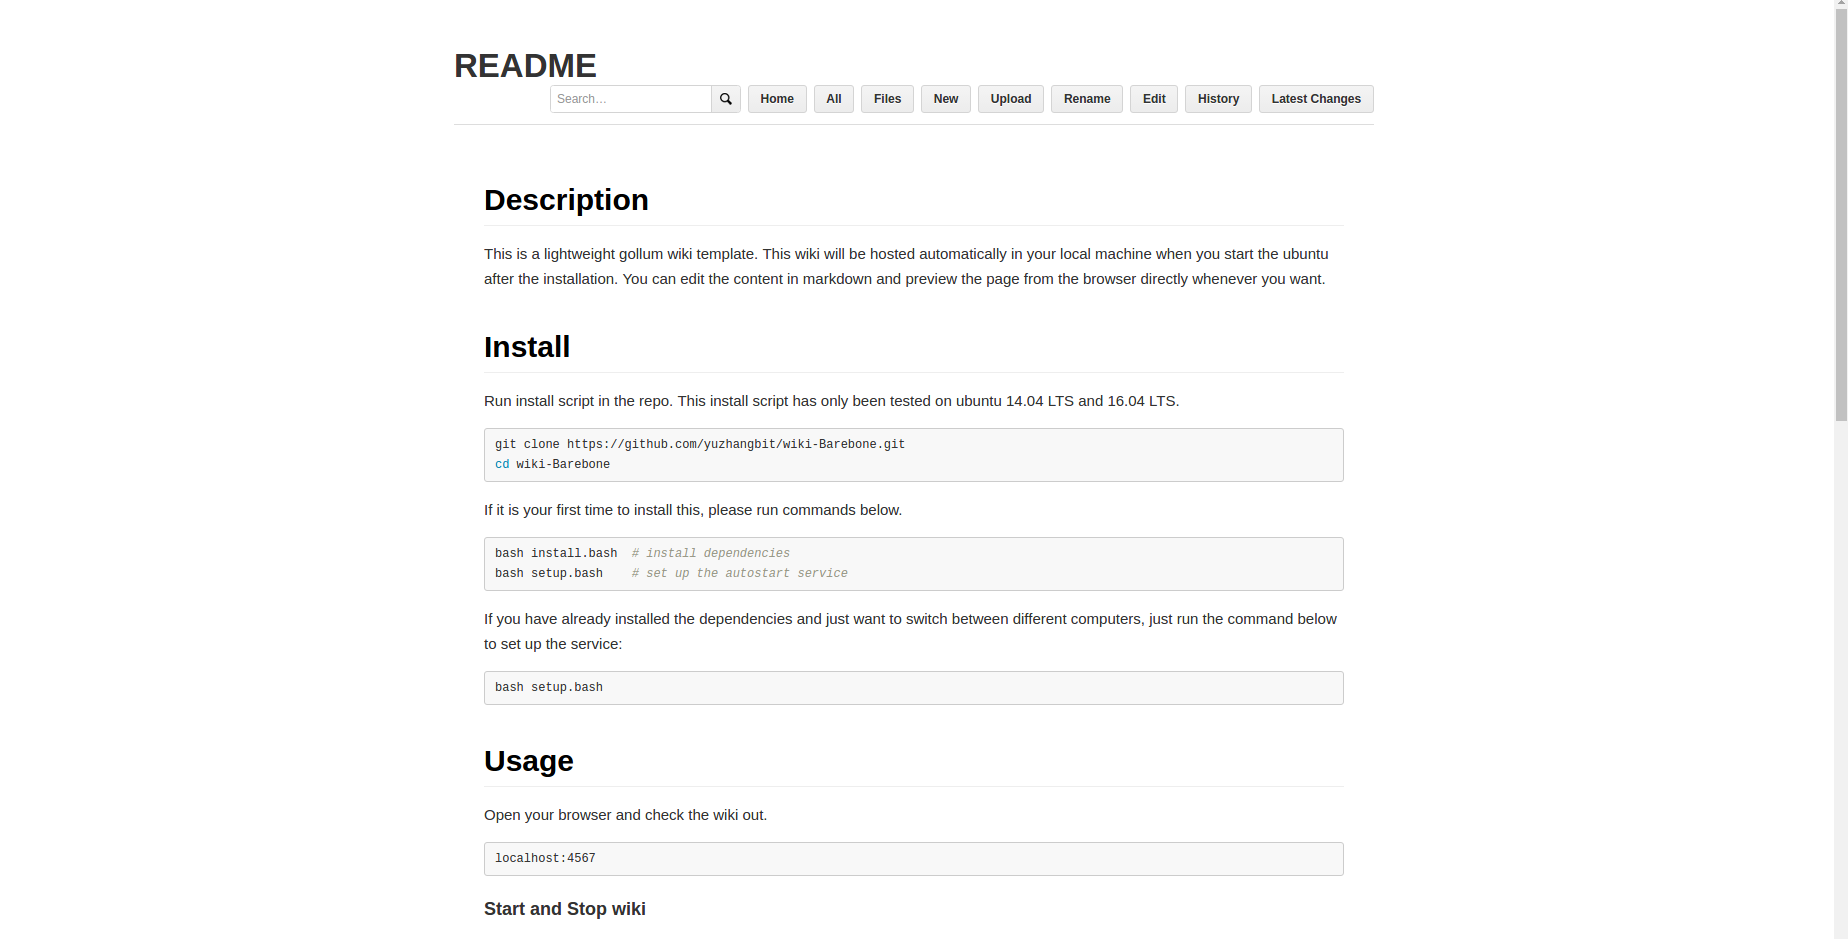 README
Search…
Home
All
Files
New
Upload
Rename
Edit
History
Latest Changes
Description
This is a lightweight gollum wiki template. This wiki will be hosted automatically in your local machine when you start the ubuntu
after the installation. You can edit the content in markdown and preview the page from the browser directly whenever you want.
Install
Run install script in the repo. This install script has only been tested on ubuntu 14.04 LTS and 16.04 LTS.
git clone https://github.com/yuzhangbit/wiki-Barebone.git
cd wiki-Barebone
If it is your first time to install this, please run commands below.
bash install.bash  # install dependencies
bash setup.bash    # set up the autostart service
If you have already installed the dependencies and just want to switch between different computers, just run the command below
to set up the service:
bash setup.bash
Usage
Open your browser and check the wiki out.
localhost:4567
Start and Stop wiki